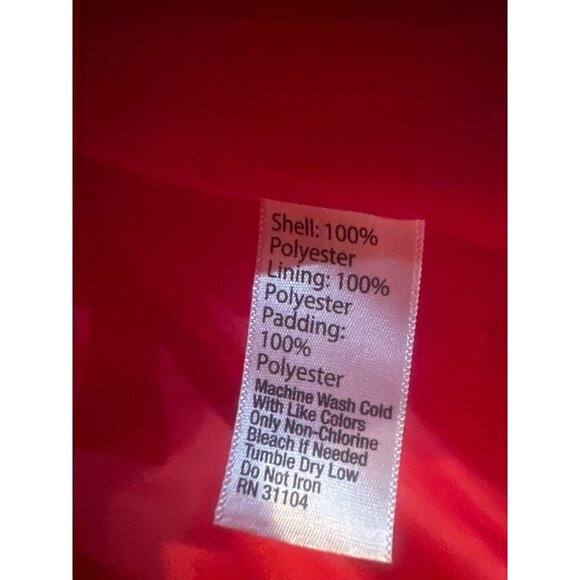 Shell: 100%
Polyester
Lining: 100%
Polyester
Padding:
100%
Polyester
Machine Wash Cold
With Like Colors
Only Non-Chlorine
Bleach If Needed
Tumble Dry Low
Do Not Iron
RN 31104